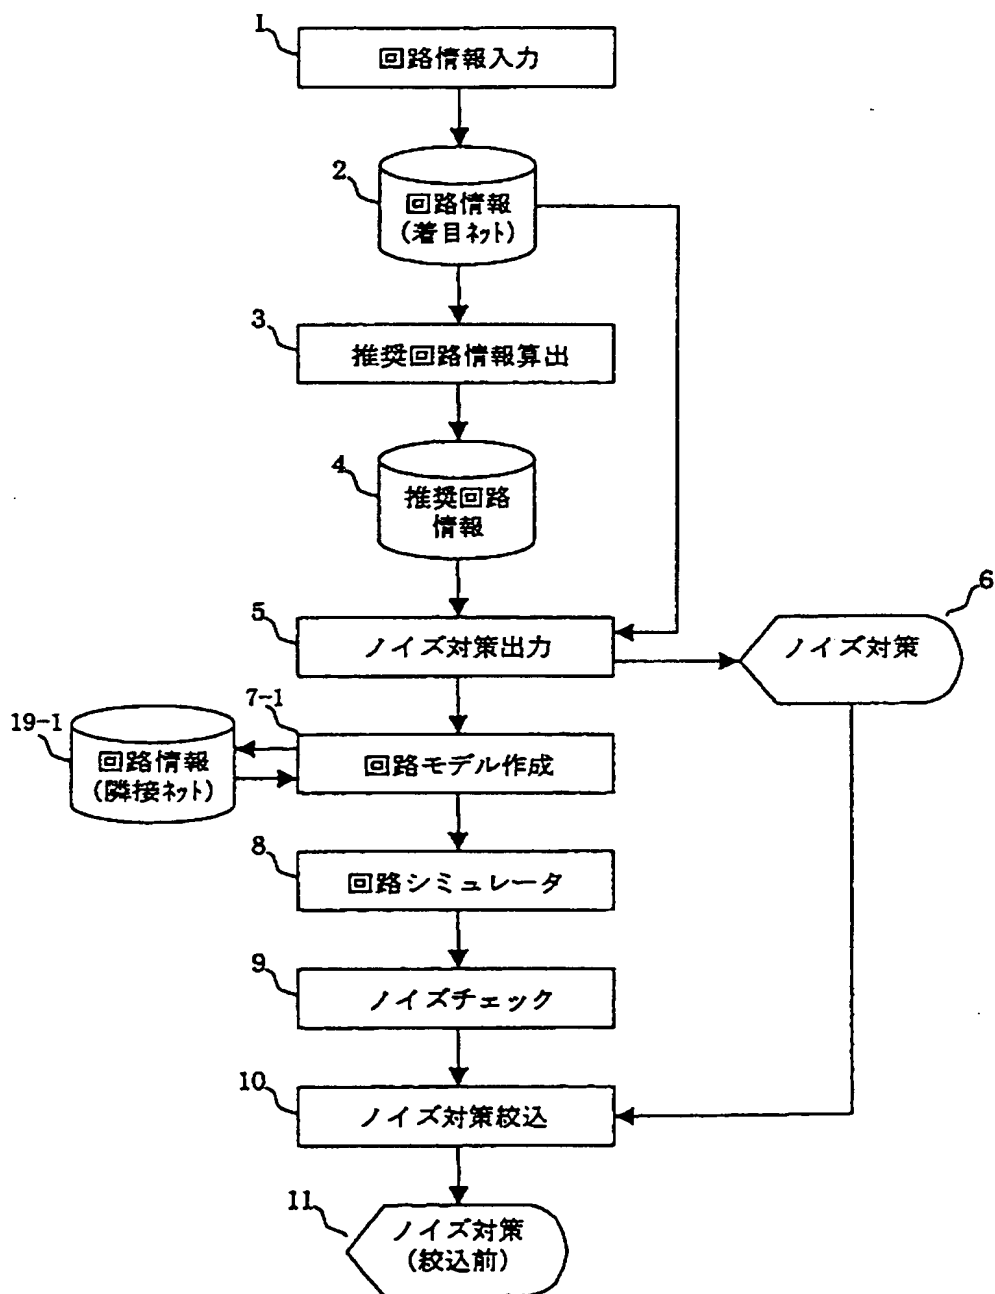 1
回路情報入力
2
回路情報
(着目ネット)
3
推奨回路情報算出
4
推奨回路
情報
5
ノイズ対策出力
6
ノイズ対策
7-1
回路モデル作成
19-1
回路情報
(隣接ネット)
8
回路シミュレータ
9
ノイズチェック
10
ノイズ対策絞込
11
ノイズ対策
(絞込前)